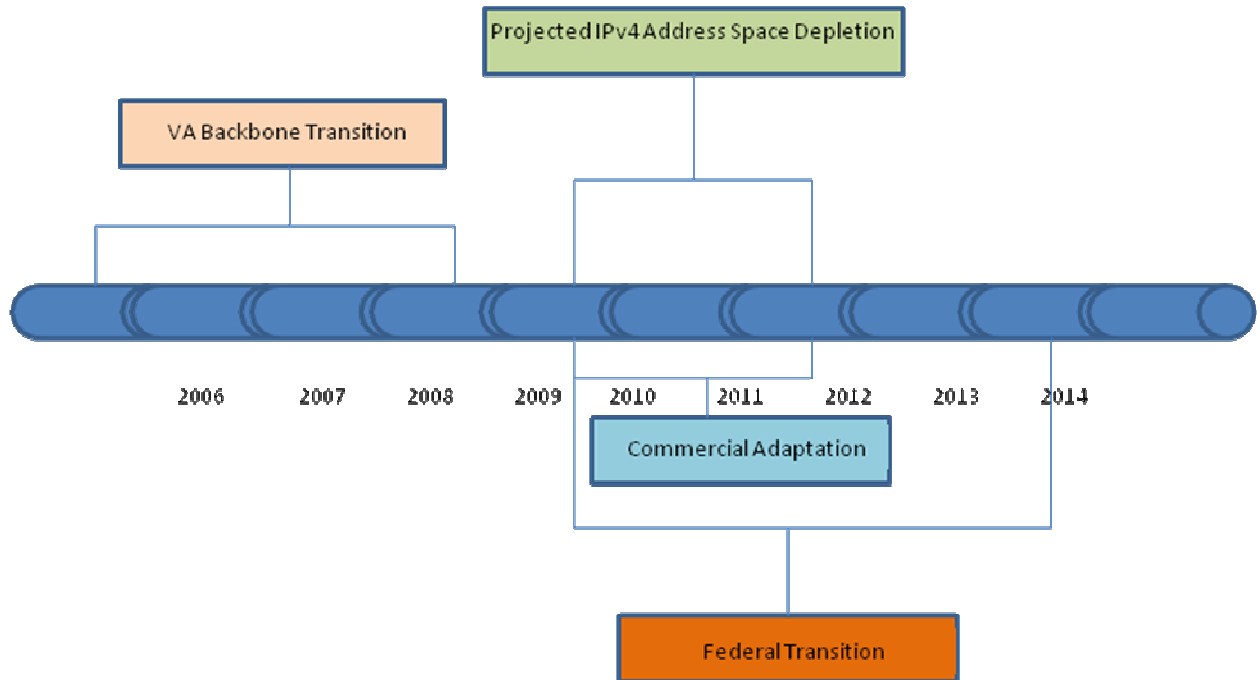 Projected IPv4 Address Space Depletion
VA Backbone Transition
2006 2007 2008 2009 2010 2011 2012 2013 2014
Commercial Adaptation
Federal Transition